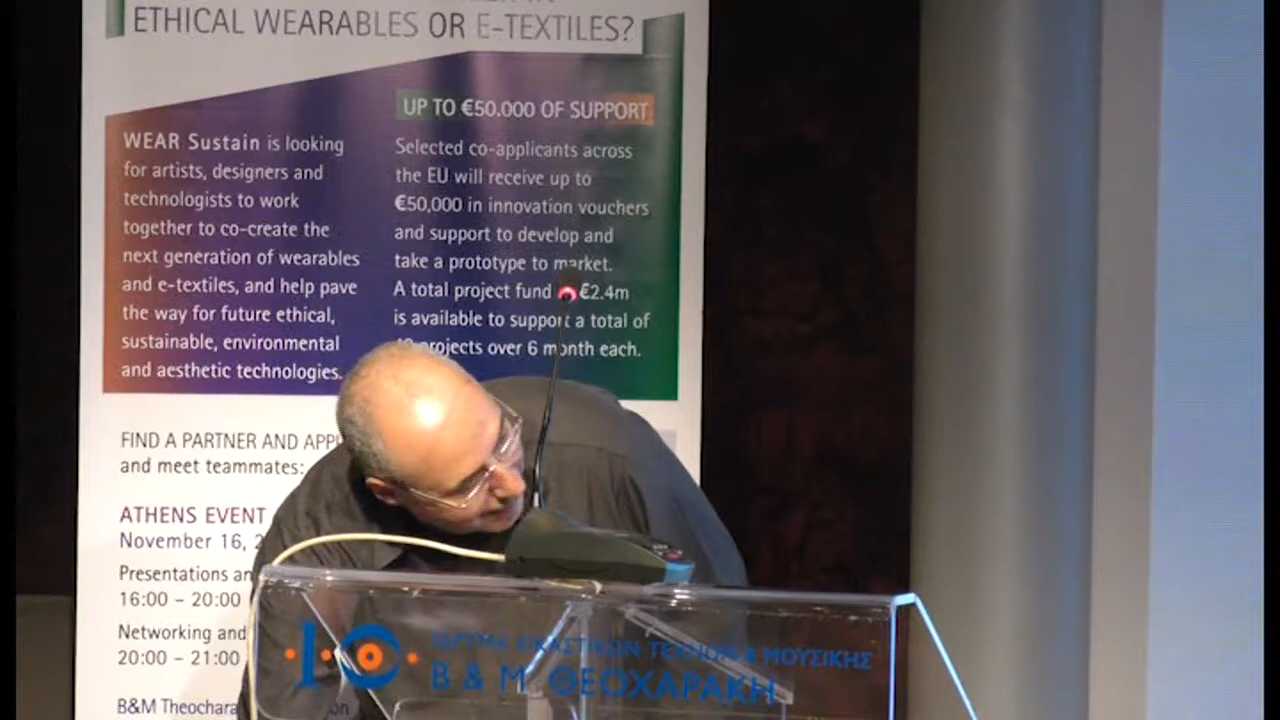 ETHICAL WEARABLES OR E-TEXTILES?
WEAR Sustain is looking
for artists, designers and
technologists to work
together to co-create the
next generation of wearables
and e-textiles, and help pave
the way for future ethical,
sustainable, environmental
and aesthetic technologies.
UP TO €50.000 OF SUPPORT
Selected co-applicants across
the EU will receive up to
€50,000 in innovation vouchers
and support to develop and
take a prototype to market.
A total project fund €2.4m
is available to support a total of
projects over 6 month each.
FIND A PARTNER AND
and meet teammates:
ATHENS EVENT
November 16,
Presentations
16:00 – 20:00
Networking and
20:00 – 21:00
B&M
ΙΔΡΥΜΑ ΕΙΚΑΣΤΙΚΩΝ ΤΕΧΝΩΝ & ΜΟΥΣΙΚΗΣ
Β & Μ ΘΕΟΧΑΡΑΚΗ